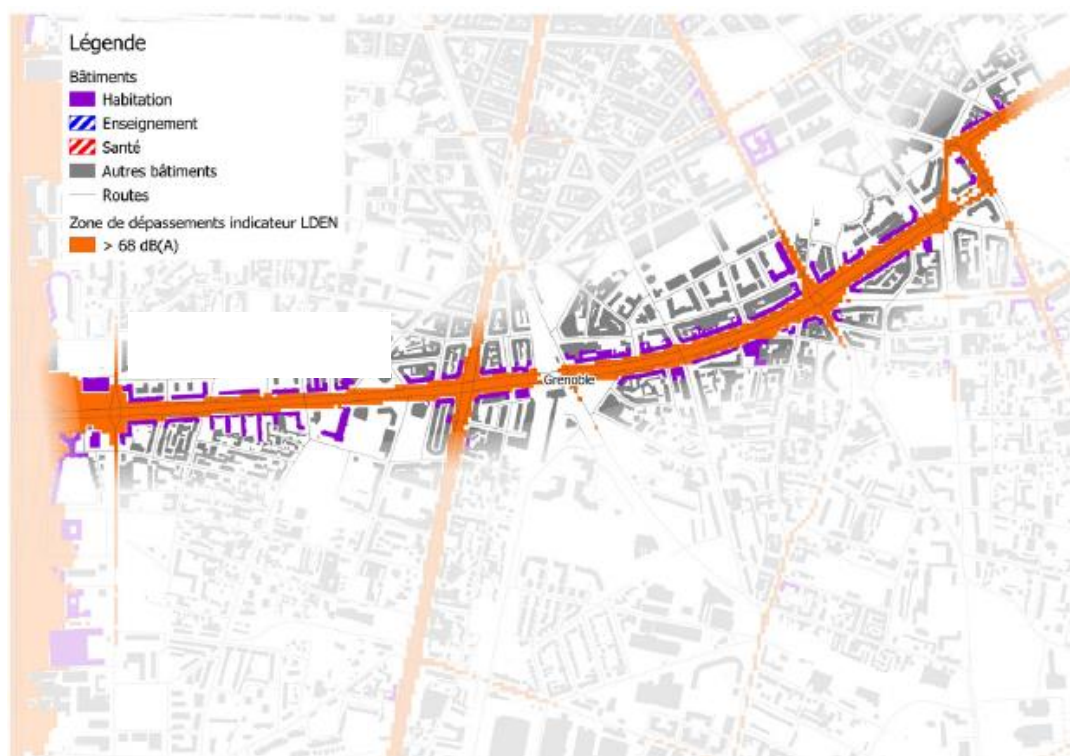 Légende
Bâtiments
Habitation
Enseignement
Santé
Autres bâtiments
Routes
Zone de dépassements indicateur LDEN
> 68 dB(A)
Grenoble